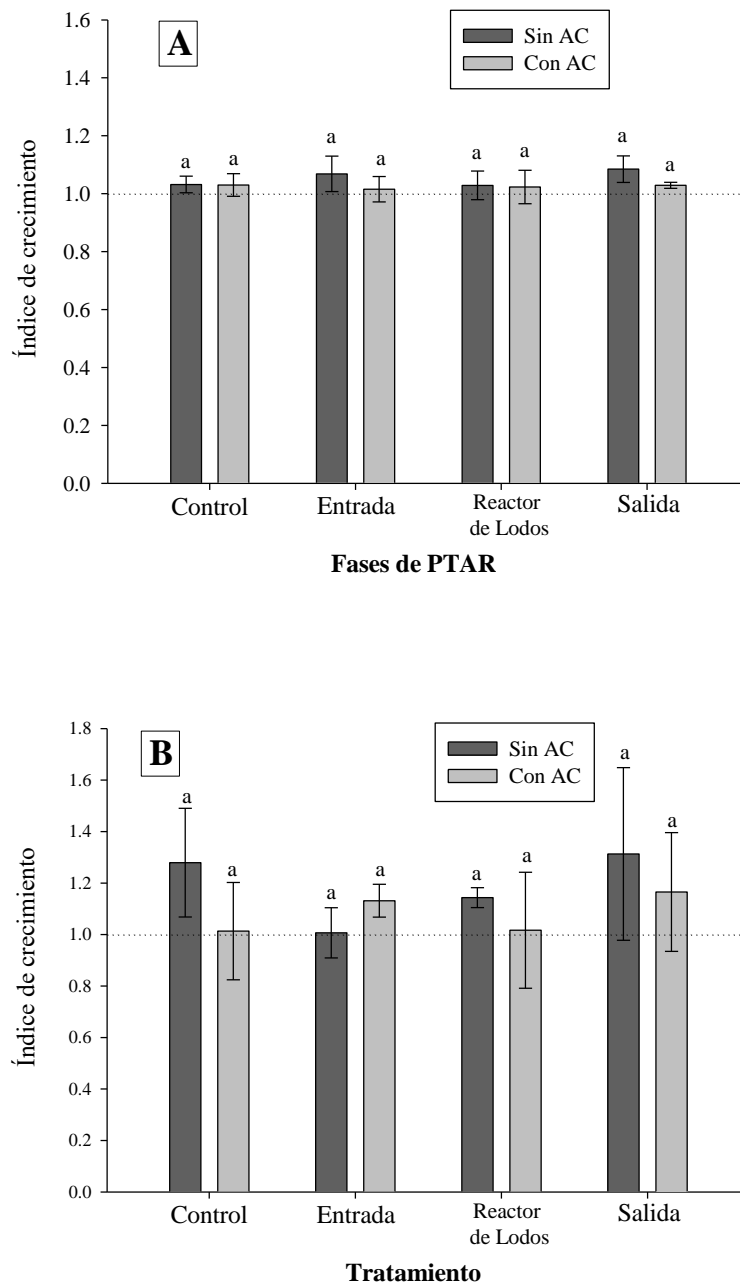 A
Sin AC
Con AC
Índice de crecimiento
1.6
1.4
1.2
1.0
0.8
0.6
0.4
0.2
0.0
a a a a a a a a
Control Entrada Reactor de Lodos Salida
Fases de PTAR
B
Sin AC
Con AC
Índice de crecimiento
1.8
1.6
1.4
1.2
1.0
0.8
0.6
0.4
0.2
0.0
a a a a a a a a
Control Entrada Reactor de Lodos Salida
Tratamiento